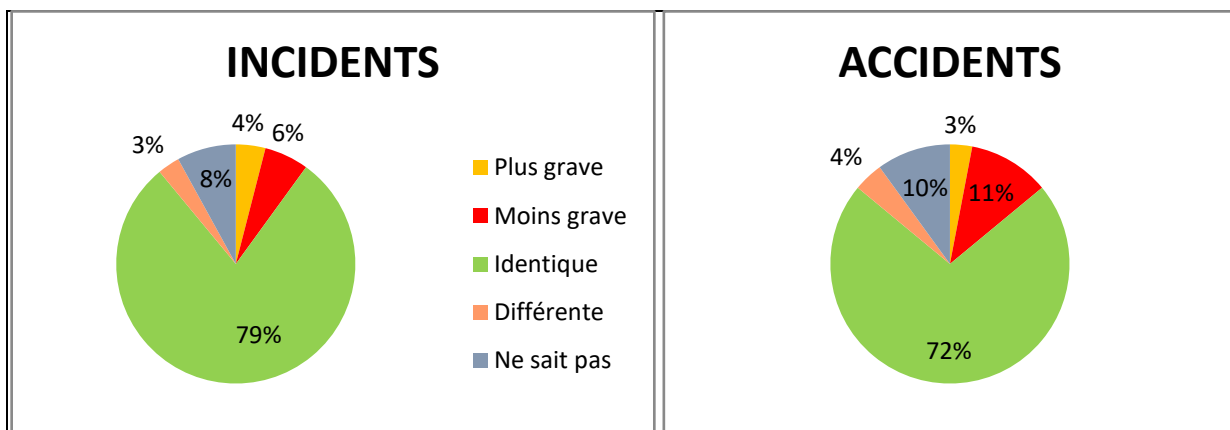 INCIDENTS
4%
6%
3%
8%
79%
Plus grave
Moins grave
Identique
Différente
Ne sait pas
ACCIDENTS
3%
4%
10%
11%
72%